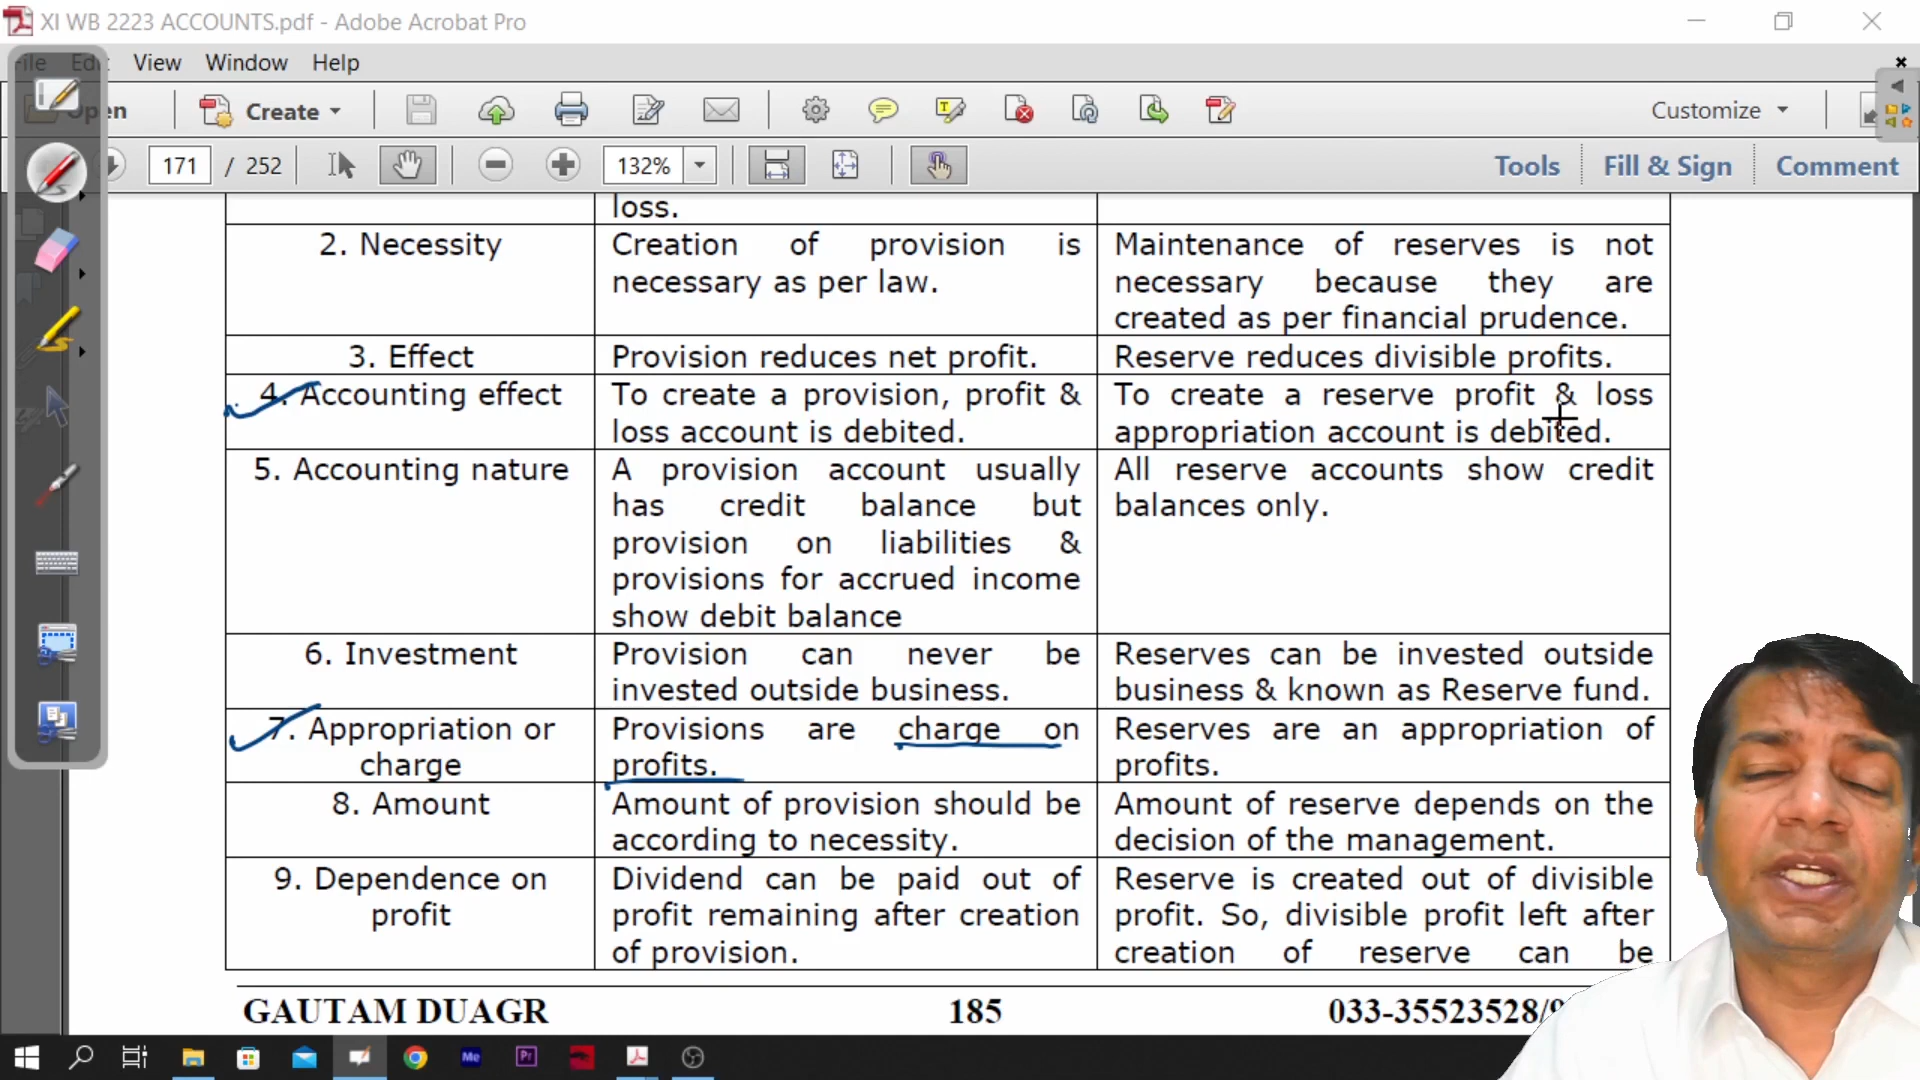 XI WB 2223 ACCOUNTS.pdf - Adobe Acrobat Pro
File Edit View Window Help
Open Create Customize
171 / 252 132% Tools Fill & Sign Comment
loss.
2. Necessity
Creation of provision is
necessary as per law.
Maintenance of reserves is not
necessary because they are
created as per financial prudence.
3. Effect
Provision reduces net profit.
Reserve reduces divisible profits.
4. Accounting effect
To create a provision, profit &
loss account is debited.
To create a reserve profit & loss
appropriation account is debited.
5. Accounting nature
A provision account usually
has credit balance but
provision on liabilities &
provisions for accrued income
show debit balance
All reserve accounts show credit
balances only.
6. Investment
Provision can never be
invested outside business.
Reserves can be invested outside
business & known as Reserve fund.
7. Appropriation or
charge
Provisions are charge on
profits.
Reserves are an appropriation of
profits.
8. Amount
Amount of provision should be
according to necessity.
Amount of reserve depends on the
decision of the management.
9. Dependence on
profit
Dividend can be paid out of
profit remaining after creation
of provision.
Reserve is created out of divisible
profit. So, divisible profit left after
creation of reserve can be
GAUTAM DUAGR 185 033-35523528/9
Me Pr